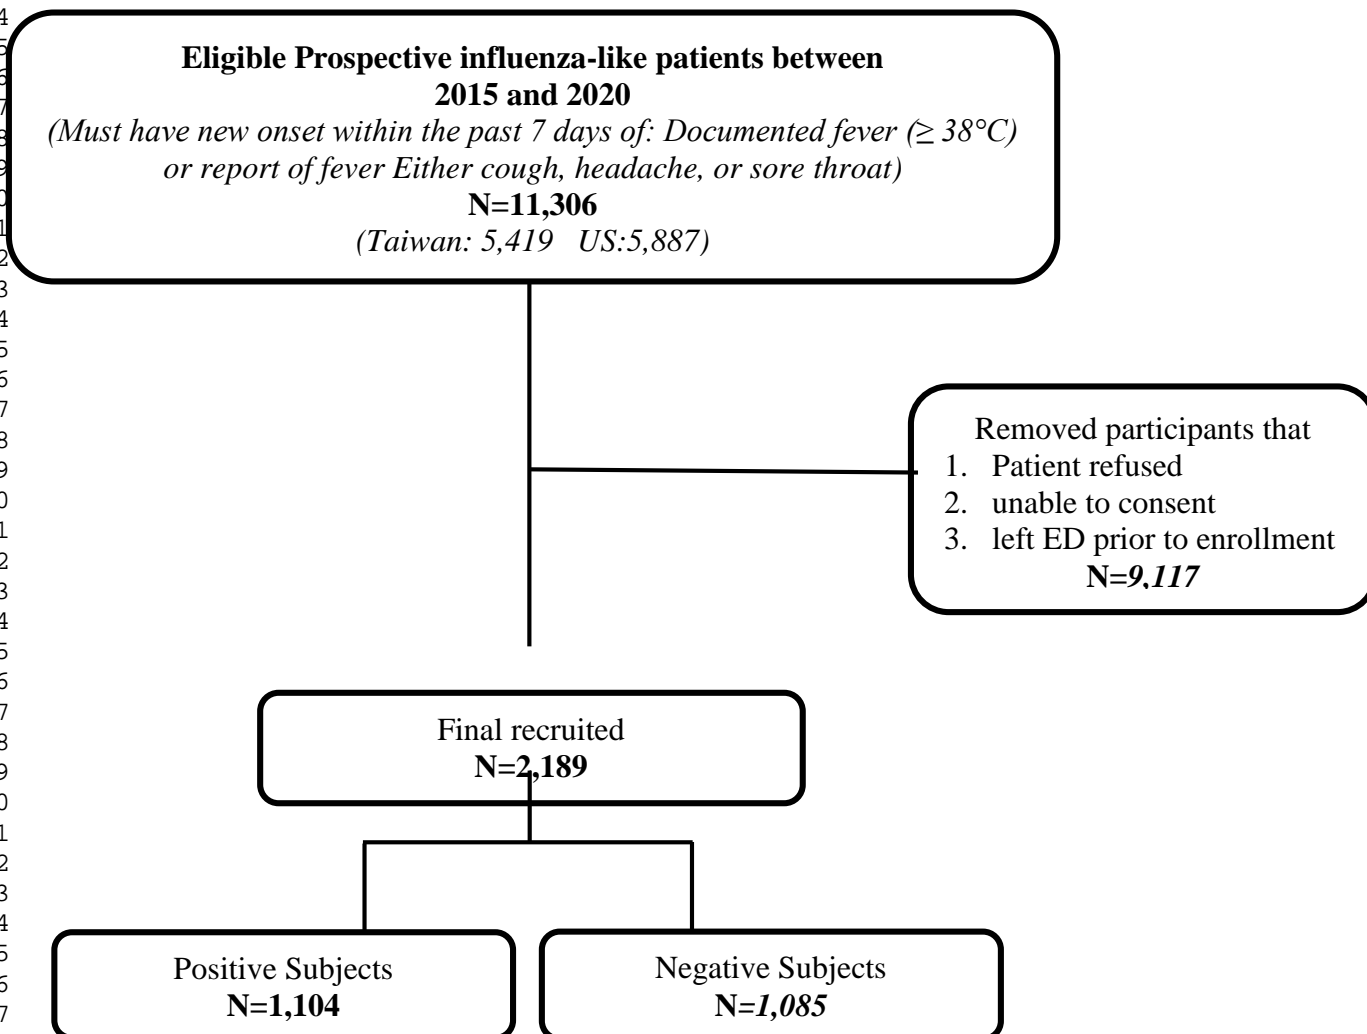 Eligible Prospective influenza-like patients between
2015 and 2020
(Must have new onset within the past 7 days of: Documented fever (≥ 38°C)
or report of fever Either cough, headache, or sore throat)
N=11,306
(Taiwan: 5,419 US:5,887)
Removed participants that
1. Patient refused
2. unable to consent
3. left ED prior to enrollment
N=9,117
Final recruited
N=2,189
Positive Subjects
N=1,104
Negative Subjects
N=1,085